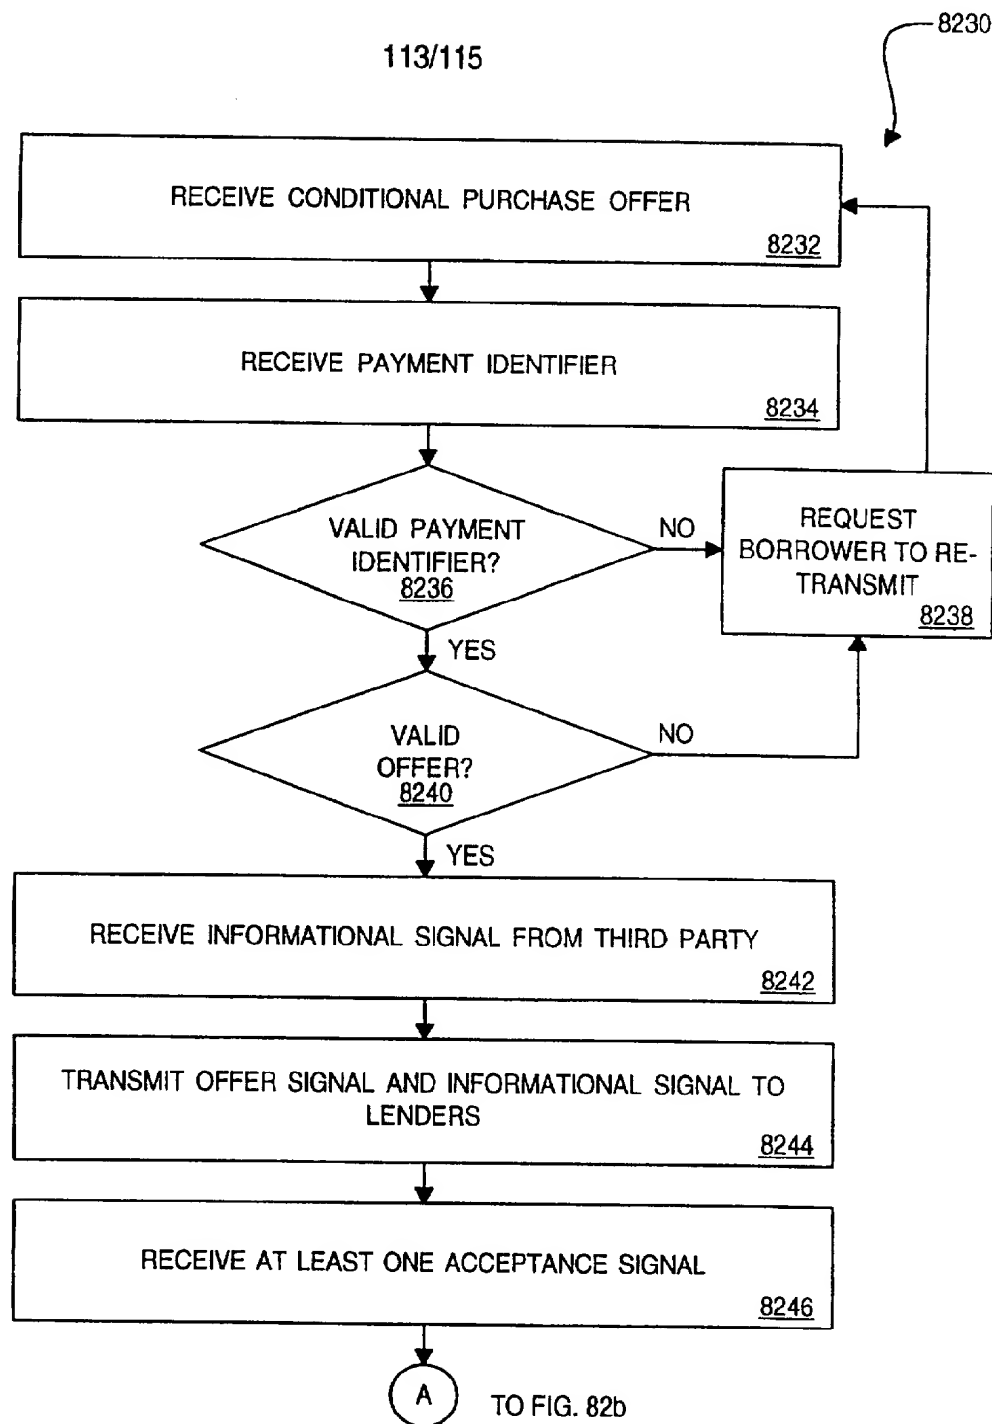 8230
113/115
RECEIVE CONDITIONAL PURCHASE OFFER
8232
RECEIVE PAYMENT IDENTIFIER
8234
VALID PAYMENT
IDENTIFIER?
8236
NO
REQUEST
BORROWER TO RE-
TRANSMIT
8238
YES
VALID
OFFER?
8240
NO
YES
RECEIVE INFORMATIONAL SIGNAL FROM THIRD PARTY
8242
TRANSMIT OFFER SIGNAL AND INFORMATIONAL SIGNAL TO
LENDERS
8244
RECEIVE AT LEAST ONE ACCEPTANCE SIGNAL
8246
A
TO FIG. 82b